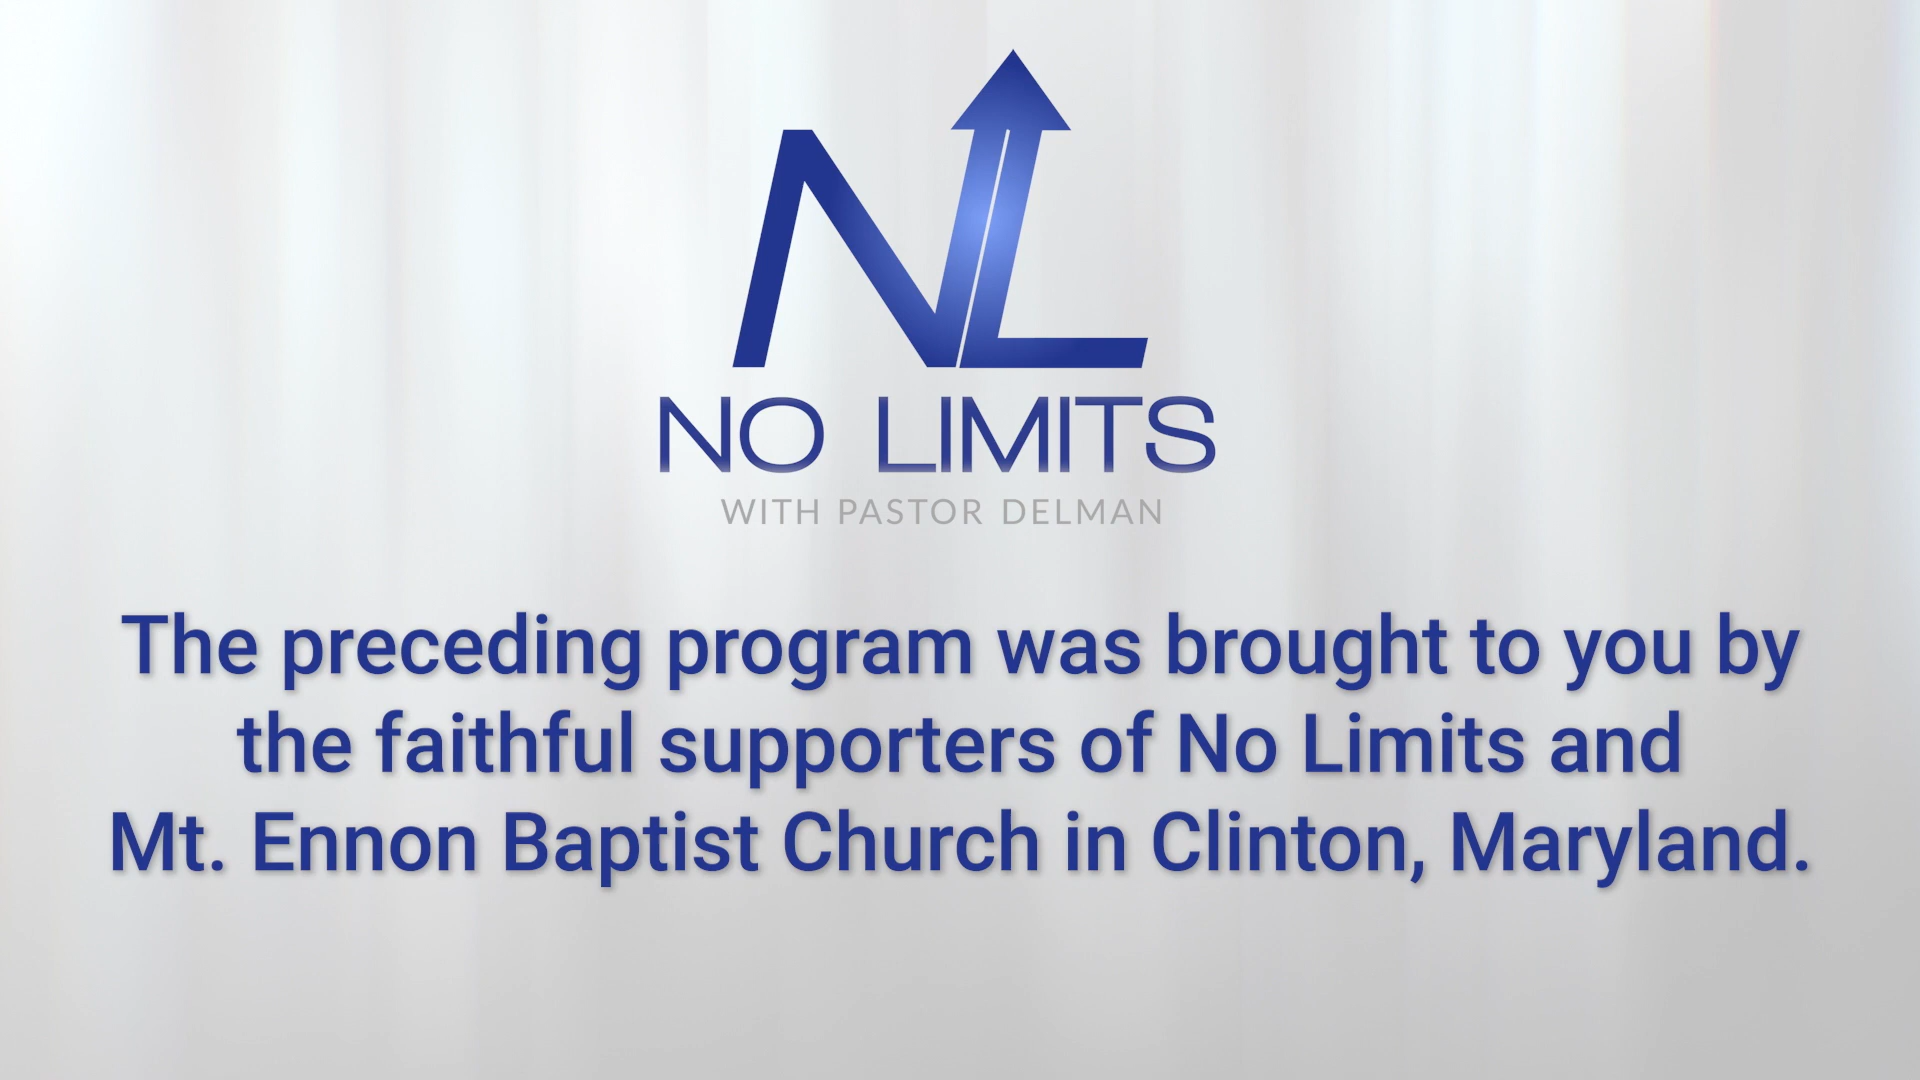 NL
NO LIMITS
WITH PASTOR DELMAN
The preceding program was brought to you by
the faithful supporters of No Limits and
Mt. Ennon Baptist Church in Clinton, Maryland.